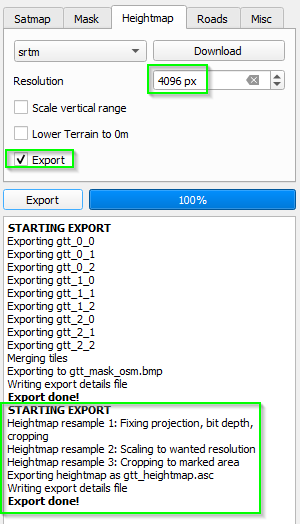 Satmap Mask Heightmap Roads Misc
srtm Download
Resolution 4096 px
Scale vertical range
Lower Terrain to 0m
Export
Export 100%
STARTING EXPORT
Exporting gtt_0_0
Exporting gtt_0_1
Exporting gtt_0_2
Exporting gtt_1_0
Exporting gtt_1_1
Exporting gtt_1_2
Exporting gtt_2_0
Exporting gtt_2_1
Exporting gtt_2_2
Merging tiles
Exporting to gtt_mask_osm.bmp
Writing export details file
Export done!
STARTING EXPORT
Heightmap resample 1: Fixing projection, bit depth,
cropping
Heightmap resample 2: Scaling to wanted resolution
Heightmap resample 3: Cropping to marked area
Exporting heightmap as gtt_heightmap.asc
Writing export details file
Export done!